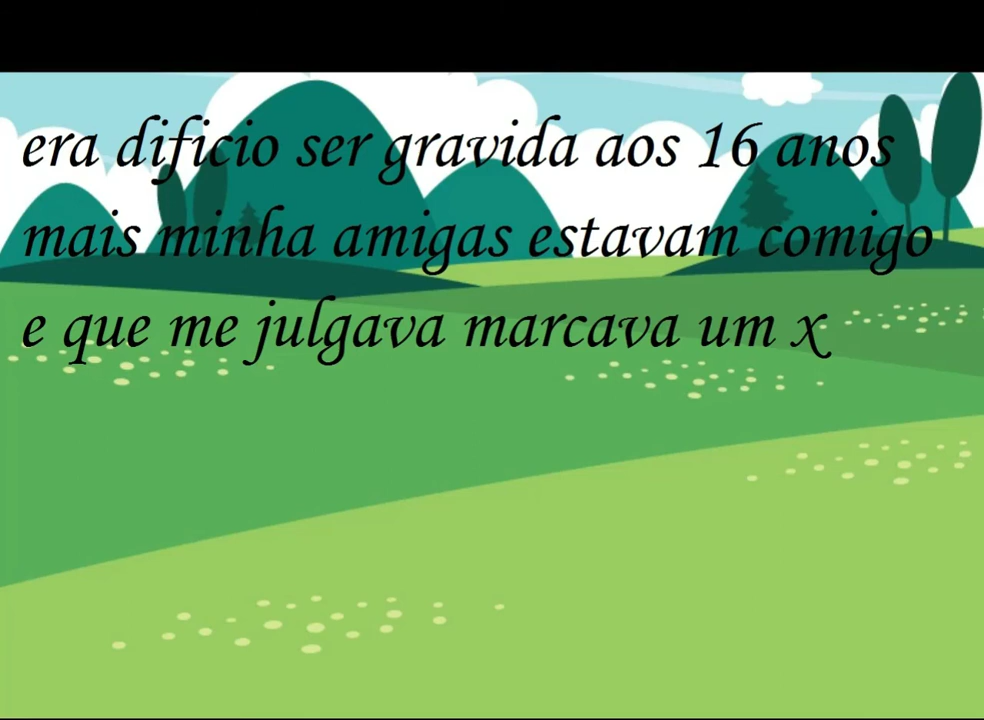 era dificio ser gravida aos 16 anos
mais minha amigas estavam comigo
e que me julgava marcava um x